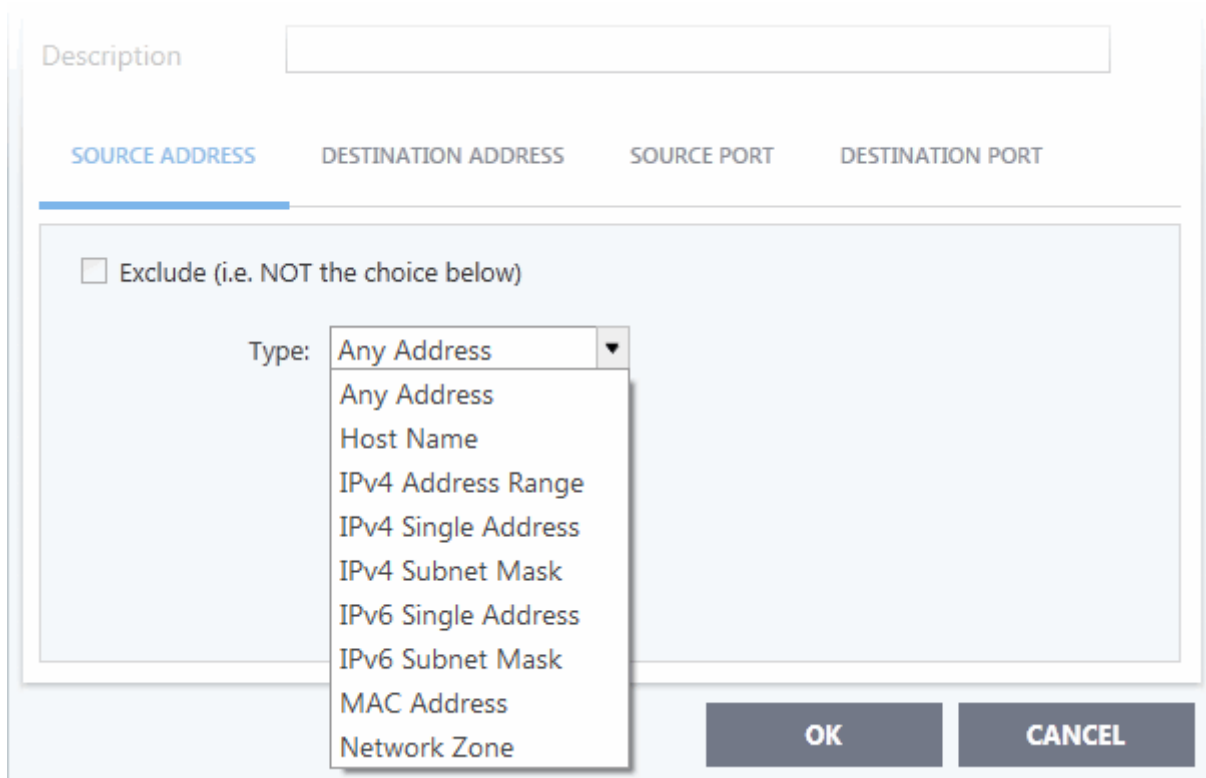 Description
SOURCE ADDRESS DESTINATION ADDRESS SOURCE PORT DESTINATION PORT
Exclude (i.e. NOT the choice below)
Type: Any Address
Any Address
Host Name
IPv4 Address Range
IPv4 Single Address
IPv4 Subnet Mask
IPv6 Single Address
IPv6 Subnet Mask
MAC Address
Network Zone
OK CANCEL